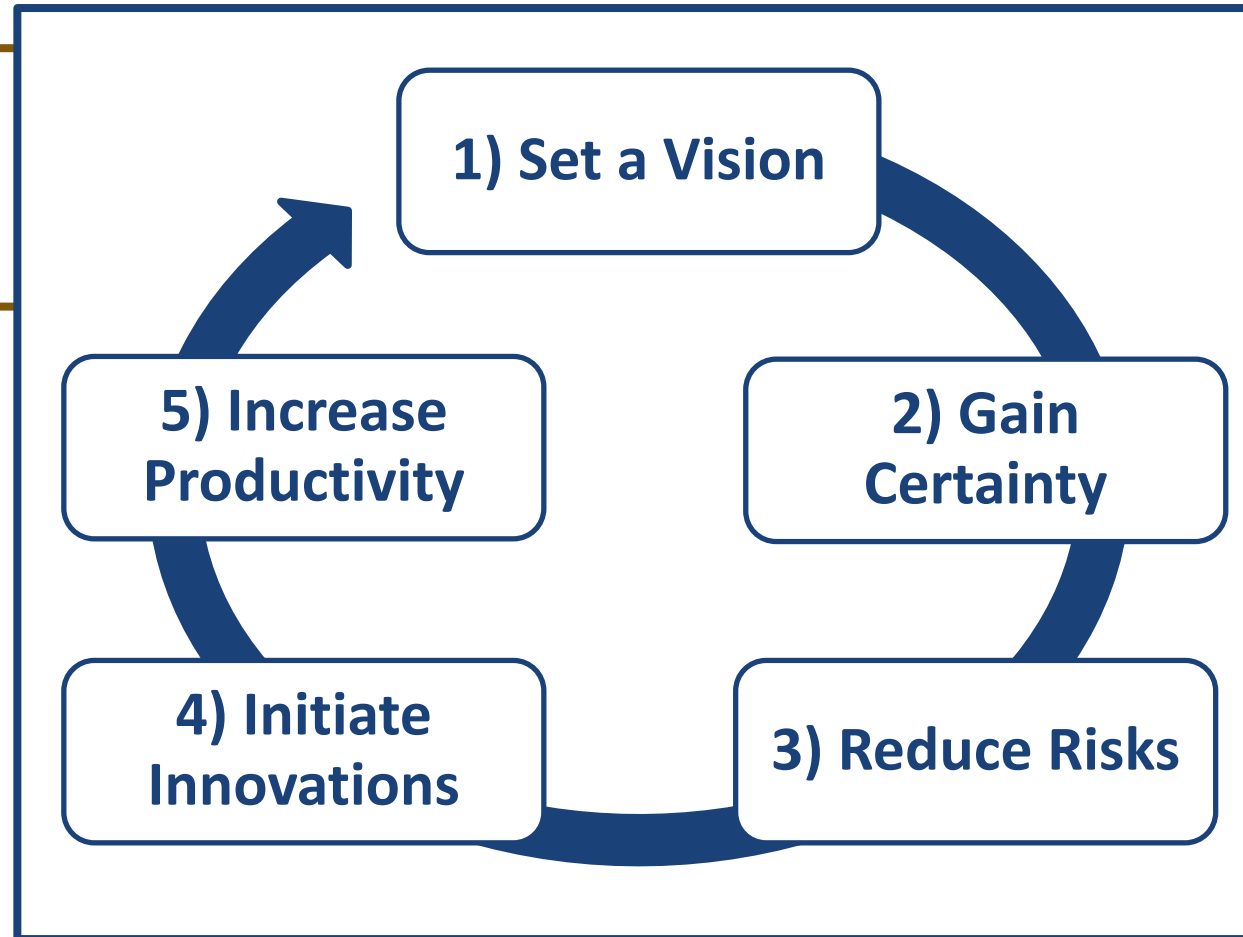 1) Set a Vision
2) Gain
Certainty
3) Reduce Risks
4) Initiate
Innovations
5) Increase
Productivity